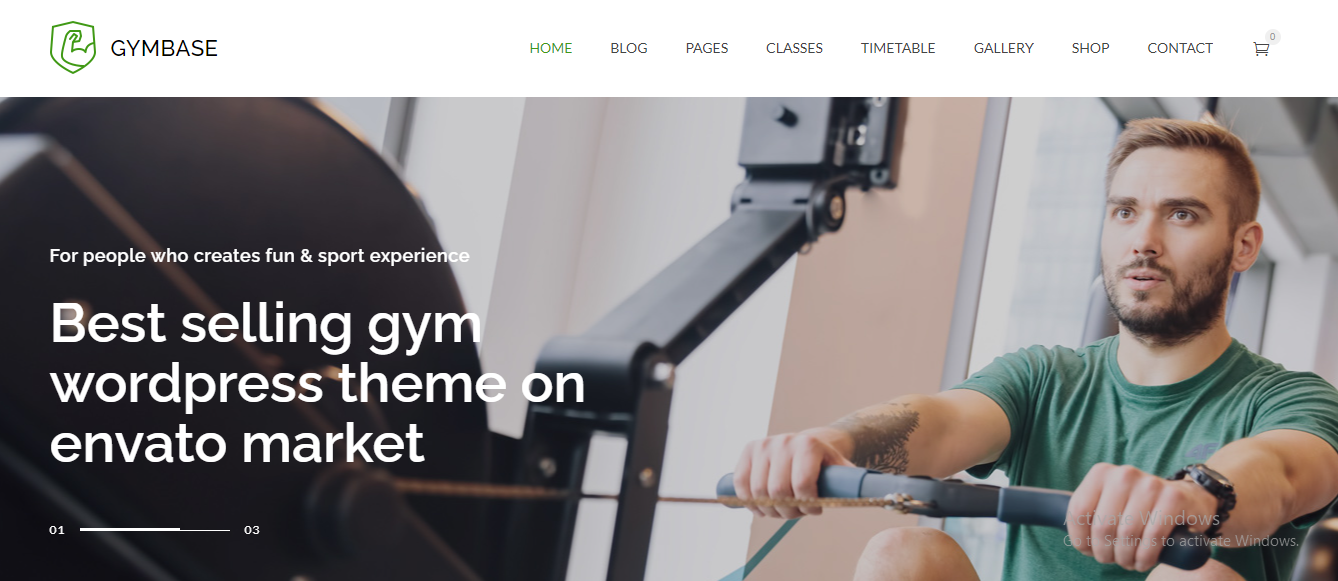 GYMBASE
HOME BLOG PAGES CLASSES TIMETABLE GALLERY SHOP CONTACT 0
For people who creates fun & sport experience
Best selling gym
wordpress theme on
envato market
01 03
Activate Windows
Go to Settings to activate Windows.